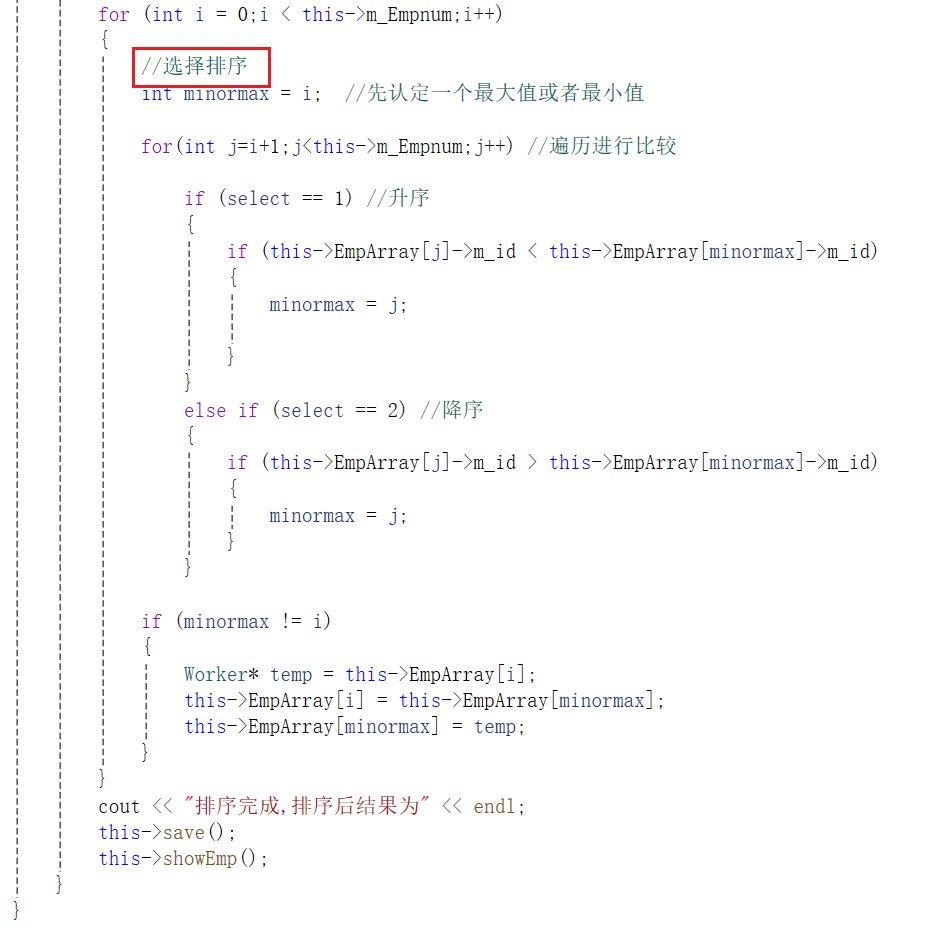 for (int i = 0;i < this->m_Empnum;i++)
{
//选择排序
int minormax = i;  //先认定一个最大值或者最小值
for(int j=i+1;j<this->m_Empnum;j++) //遍历进行比较
if (select == 1) //升序
{
if (this->EmpArray[j]->m_id < this->EmpArray[minormax]->m_id)
{
minormax = j;
}
}
else if (select == 2) //降序
{
if (this->EmpArray[j]->m_id > this->EmpArray[minormax]->m_id)
{
minormax = j;
}
}
if (minormax != i)
{
Worker* temp = this->EmpArray[i];
this->EmpArray[i] = this->EmpArray[minormax];
this->EmpArray[minormax] = temp;
}
}
cout << "排序完成,排序后结果为" << endl;
this->save();
this->showEmp();
}
}